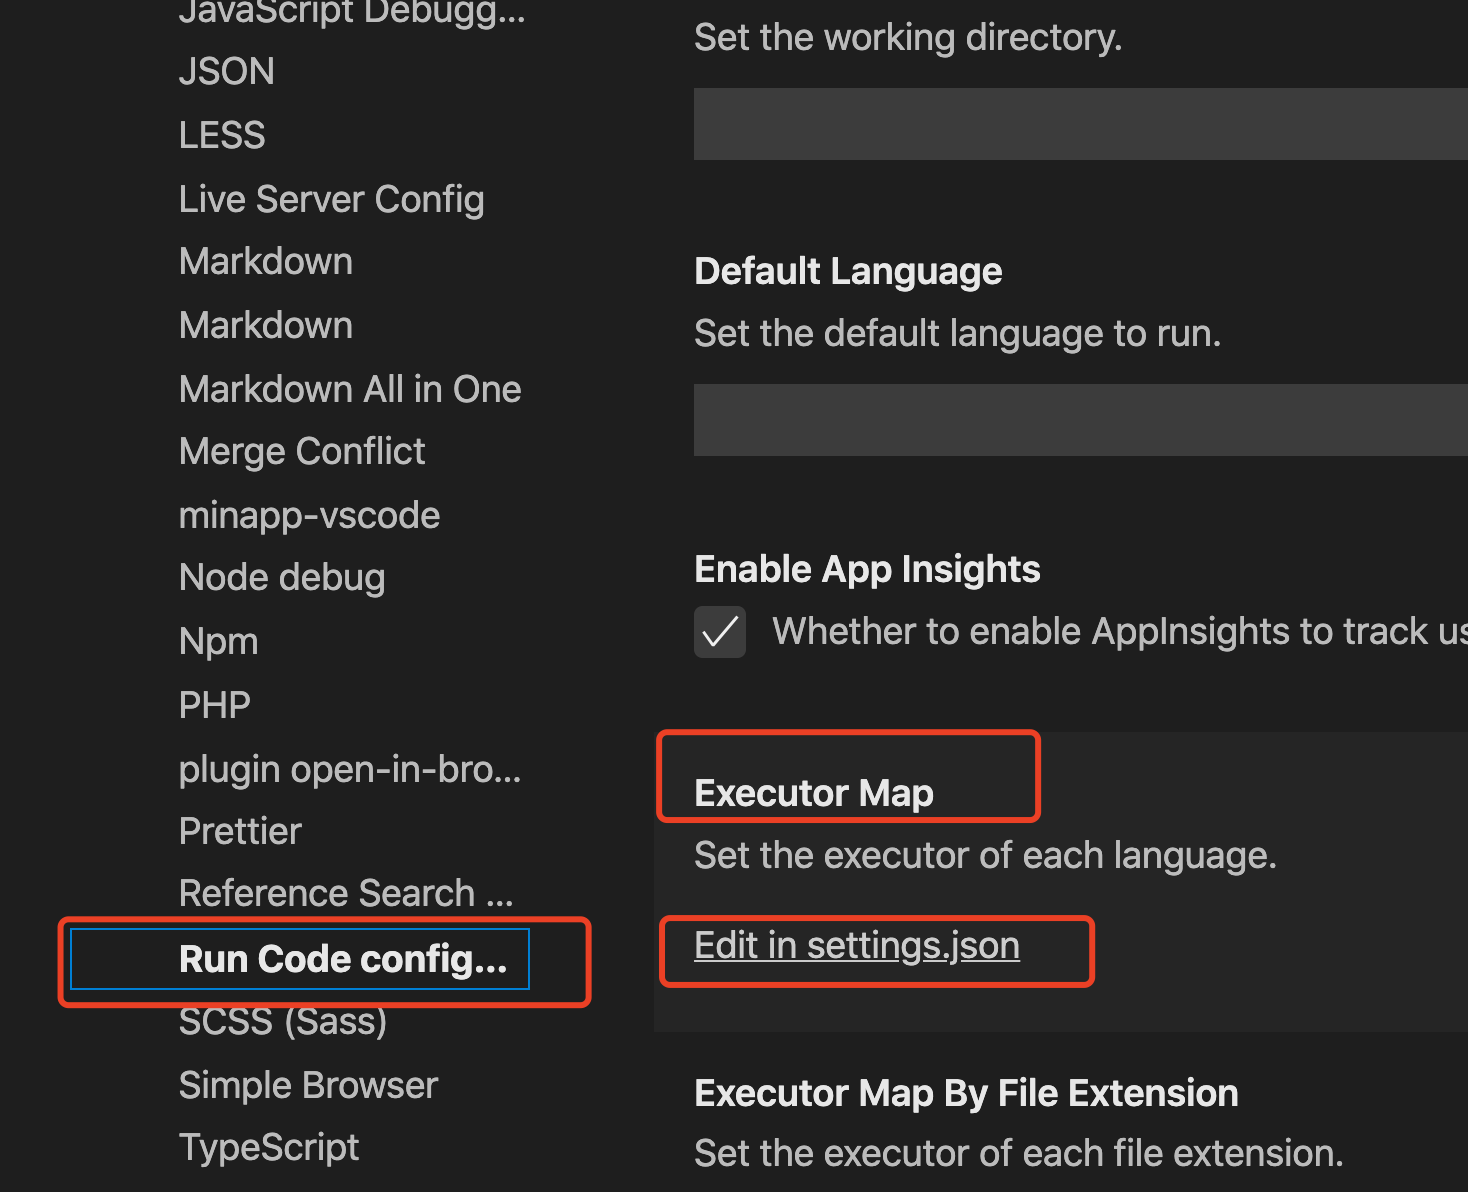 JavaScript Debugg...
JSON
LESS
Live Server Config
Markdown
Markdown
Markdown All in One
Merge Conflict
minapp-vscode
Node debug
Npm
PHP
plugin open-in-bro...
Prettier
Reference Search ...
Run Code config...
SCSS (Sass)
Simple Browser
TypeScript
Set the working directory.
Default Language
Set the default language to run.
Enable App Insights
Whether to enable AppInsights to track us
Executor Map
Set the executor of each language.
Edit in settings.json
Executor Map By File Extension
Set the executor of each file extension.